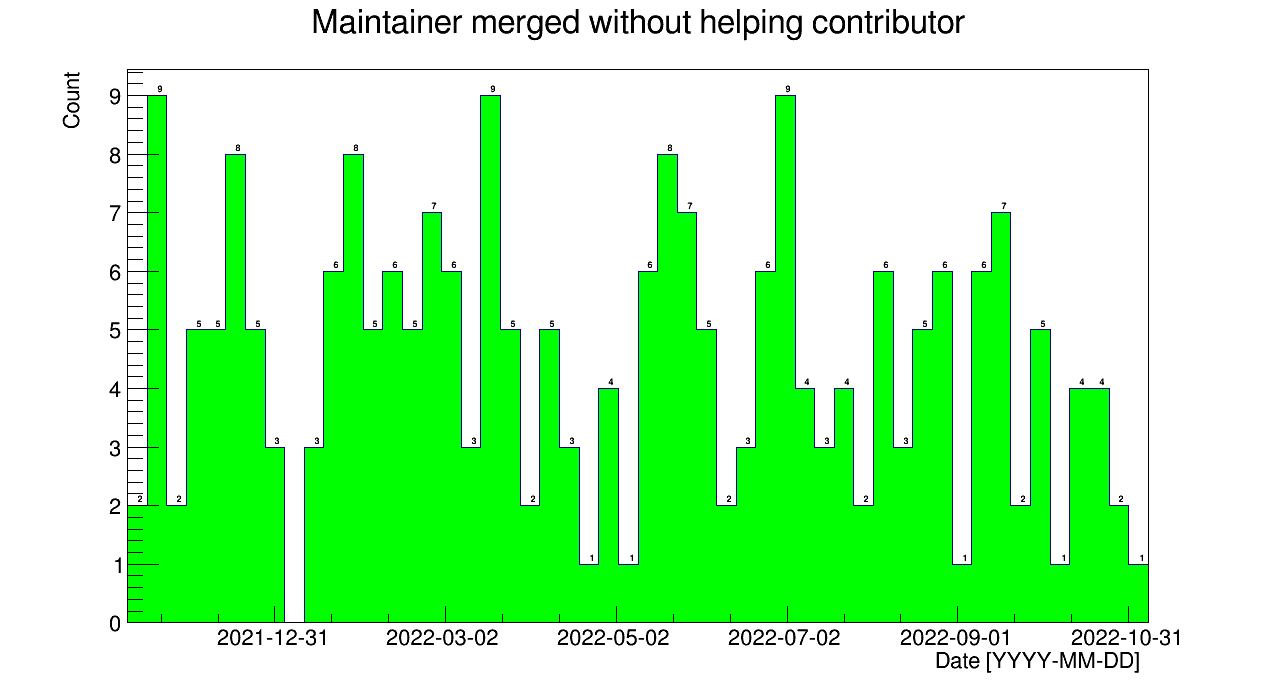 Maintainer merged without helping contributor
Count
9
8
7
6
5
4
3
2
1
0
2 9 2 5 5 8 5 3 3 6 8 5 6 5 7 6 3 9 5 2 5 3 1 4 1 6 8 7 5 2 3 6 9 4 3 4 2 6 3 5 6 1 6 7 2 5 1 4 4 2 1
2021-12-31 2022-03-02 2022-05-02 2022-07-02 2022-09-01 2022-10-31
Date [YYYY-MM-DD]